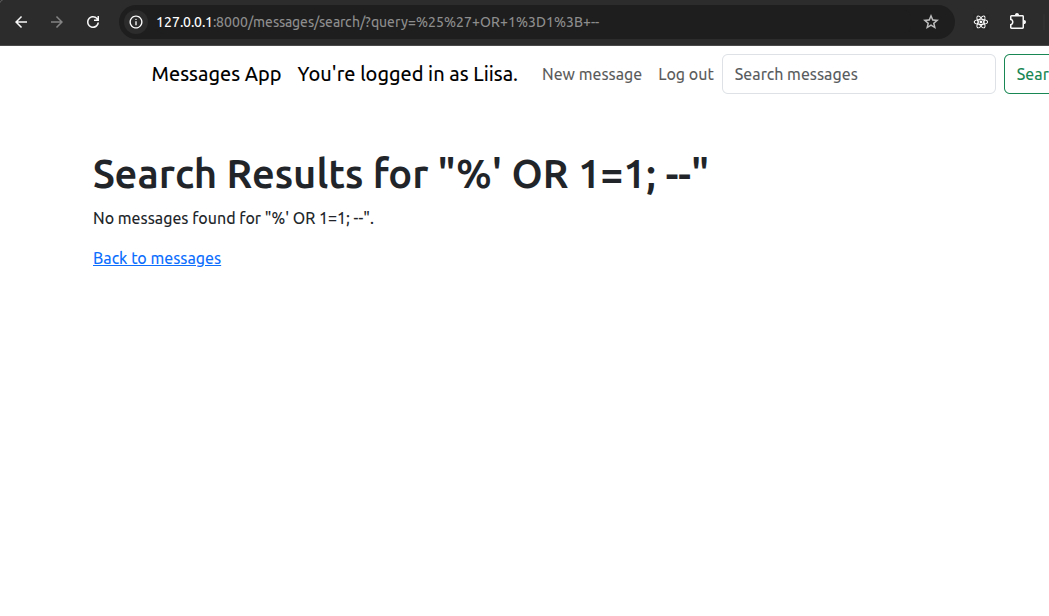 127.0.0.1:8000/messages/search/?query=%25%27+OR+1%3D1%3B+--
Messages App You're logged in as Liisa. New message Log out Search messages Sear
Search Results for "%' OR 1=1; --"
No messages found for "%' OR 1=1; --".
Back to messages